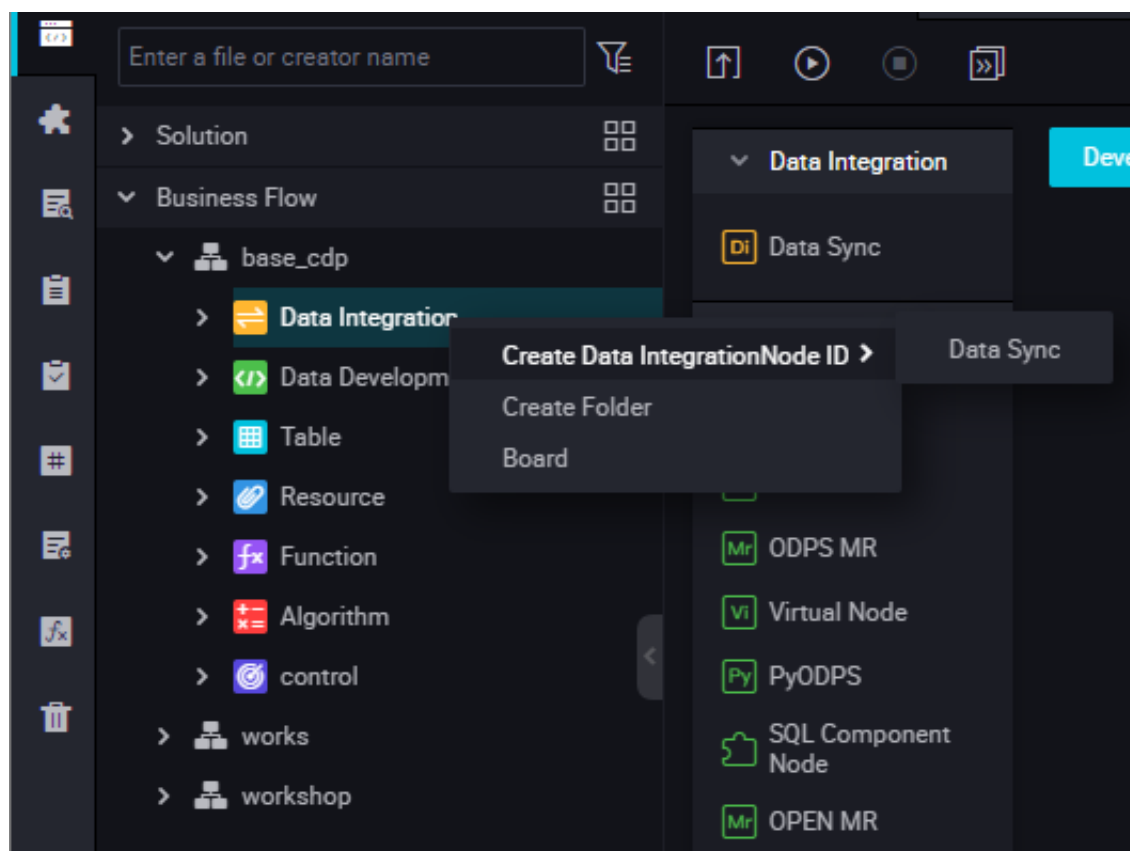 Enter a file or creator name
Solution
Business Flow
base_cdp
Data Integration
Data Developm
Table
Resource
Function
fx
Algorithm
control
works
workshop
Create Data IntegrationNode ID
Create Folder
Board
Data Sync
Data Integration
Deve
Di Data Sync
Mr ODPS MR
Vi Virtual Node
Py PyODPS
SQL Component
Node
Mr OPEN MR